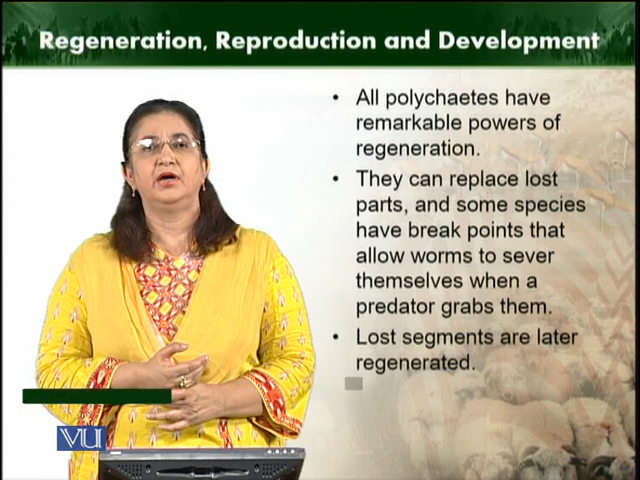 Regeneration, Reproduction and Development
• All polychaetes have
remarkable powers of
regeneration.
• They can replace lost
parts, and some species
have break points that
allow worms to sever
themselves when a
predator grabs them.
• Lost segments are later
regenerated.
VU